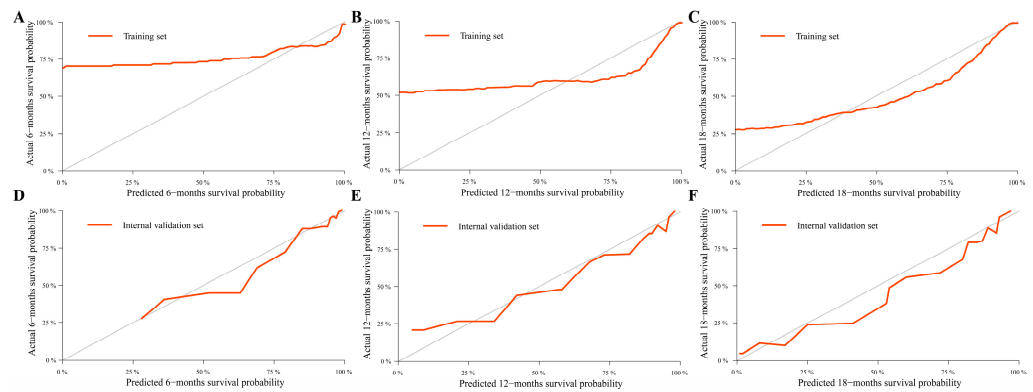 A
Actual 6−months survival probability
100 %
75 %
50 %
25 %
0 %
Training set
0 %
25 %
50 %
75 %
100 %
Predicted 6−months survival probability
B
Actual 12−months survival probability
100 %
75 %
50 %
25 %
0 %
Training set
0 %
25 %
50 %
75 %
100 %
Predicted 12−months survival probability
C
Actual 18−months survival probability
100 %
75 %
50 %
25 %
0 %
Training set
0 %
25 %
50 %
75 %
100 %
Predicted 18−months survival probability
D
Actual 6−months survival probability
100 %
75 %
50 %
25 %
0 %
Internal validation set
0 %
25 %
50 %
75 %
100 %
Predicted 6−months survival probability
E
Actual 12−months survival probability
100 %
75 %
50 %
25 %
0 %
Internal validation set
0 %
25 %
50 %
75 %
100 %
Predicted 12−months survival probability
F
Actual 18−months survival probability
100 %
75 %
50 %
25 %
0 %
Internal validation set
0 %
25 %
50 %
75 %
100 %
Predicted 18−months survival probability